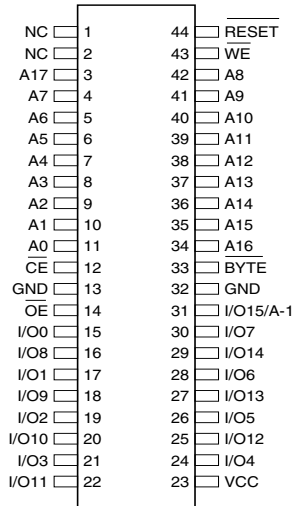 NC 1 44 RESET
NC 2 43 WE
A17 3 42 A8
A7 4 41 A9
A6 5 40 A10
A5 6 39 A11
A4 7 38 A12
A3 8 37 A13
A2 9 36 A14
A1 10 35 A15
A0 11 34 A16
CE 12 33 BYTE
GND 13 32 GND
OE 14 31 I/O15/A-1
I/O0 15 30 I/O7
I/O8 16 29 I/O14
I/O1 17 28 I/O6
I/O9 18 27 I/O13
I/O2 19 26 I/O5
I/O10 20 25 I/O12
I/O3 21 24 I/O4
I/O11 22 23 VCC